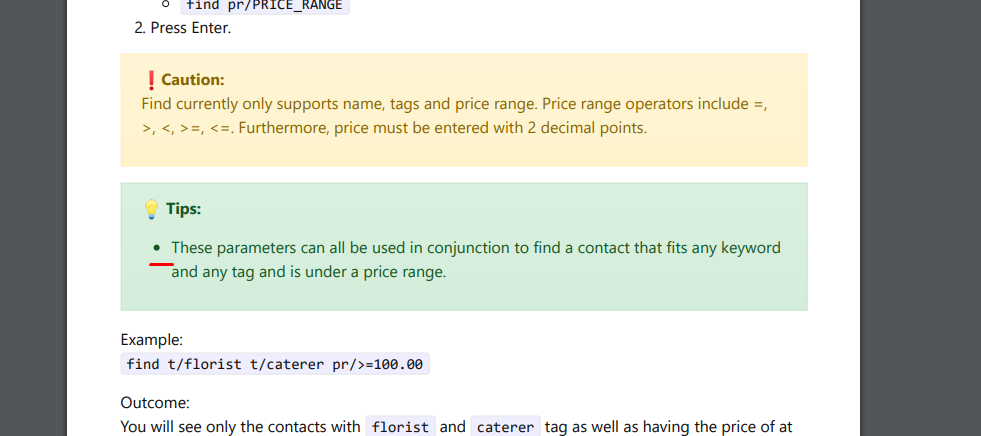 find pr/PRICE_RANGE
2. Press Enter.
❗Caution:
Find currently only supports name, tags and price range. Price range operators include =,
>, <, >=, <=. Furthermore, price must be entered with 2 decimal points.
💡 Tips:
• These parameters can all be used in conjunction to find a contact that fits any keyword
and any tag and is under a price range.
Example:
find t/florist t/caterer pr/>=100.00
Outcome:
You will see only the contacts with florist and caterer tag as well as having the price of at